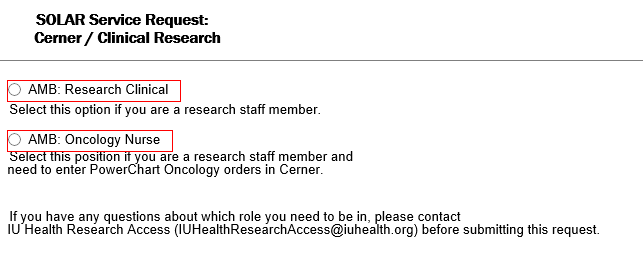 SOLAR Service Request:
Cerner / Clinical Research
AMB: Research Clinical
Select this option if you are a research staff member.
AMB: Oncology Nurse
Select this position if you are a research staff member and
need to enter PowerChart Oncology orders in Cerner.
If you have any questions about which role you need to be in, please contact
IU Health Research Access (IUHealthResearchAccess@iuhealth.org) before submitting this request.